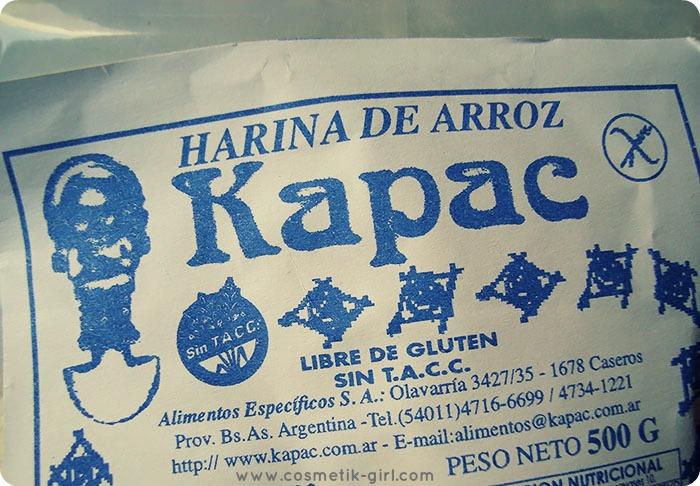 HARINA DE ARROZ
Kapac
Sin T.A.C.C.
LIBRE DE GLUTEN
SIN T.A.C.C.
Alimentos Específicos S. A.: Olavarría 3427/35 - 1678 Caseros
Prov. Bs.As. Argentina -Tel.(54011)4716-6699 / 4734-1221
http:// www.kapac.com.ar - E-mail:alimentos@kapac.com.ar
PESO NETO 500 G
NUTRICIONAL
www.cosmetik-girl.com